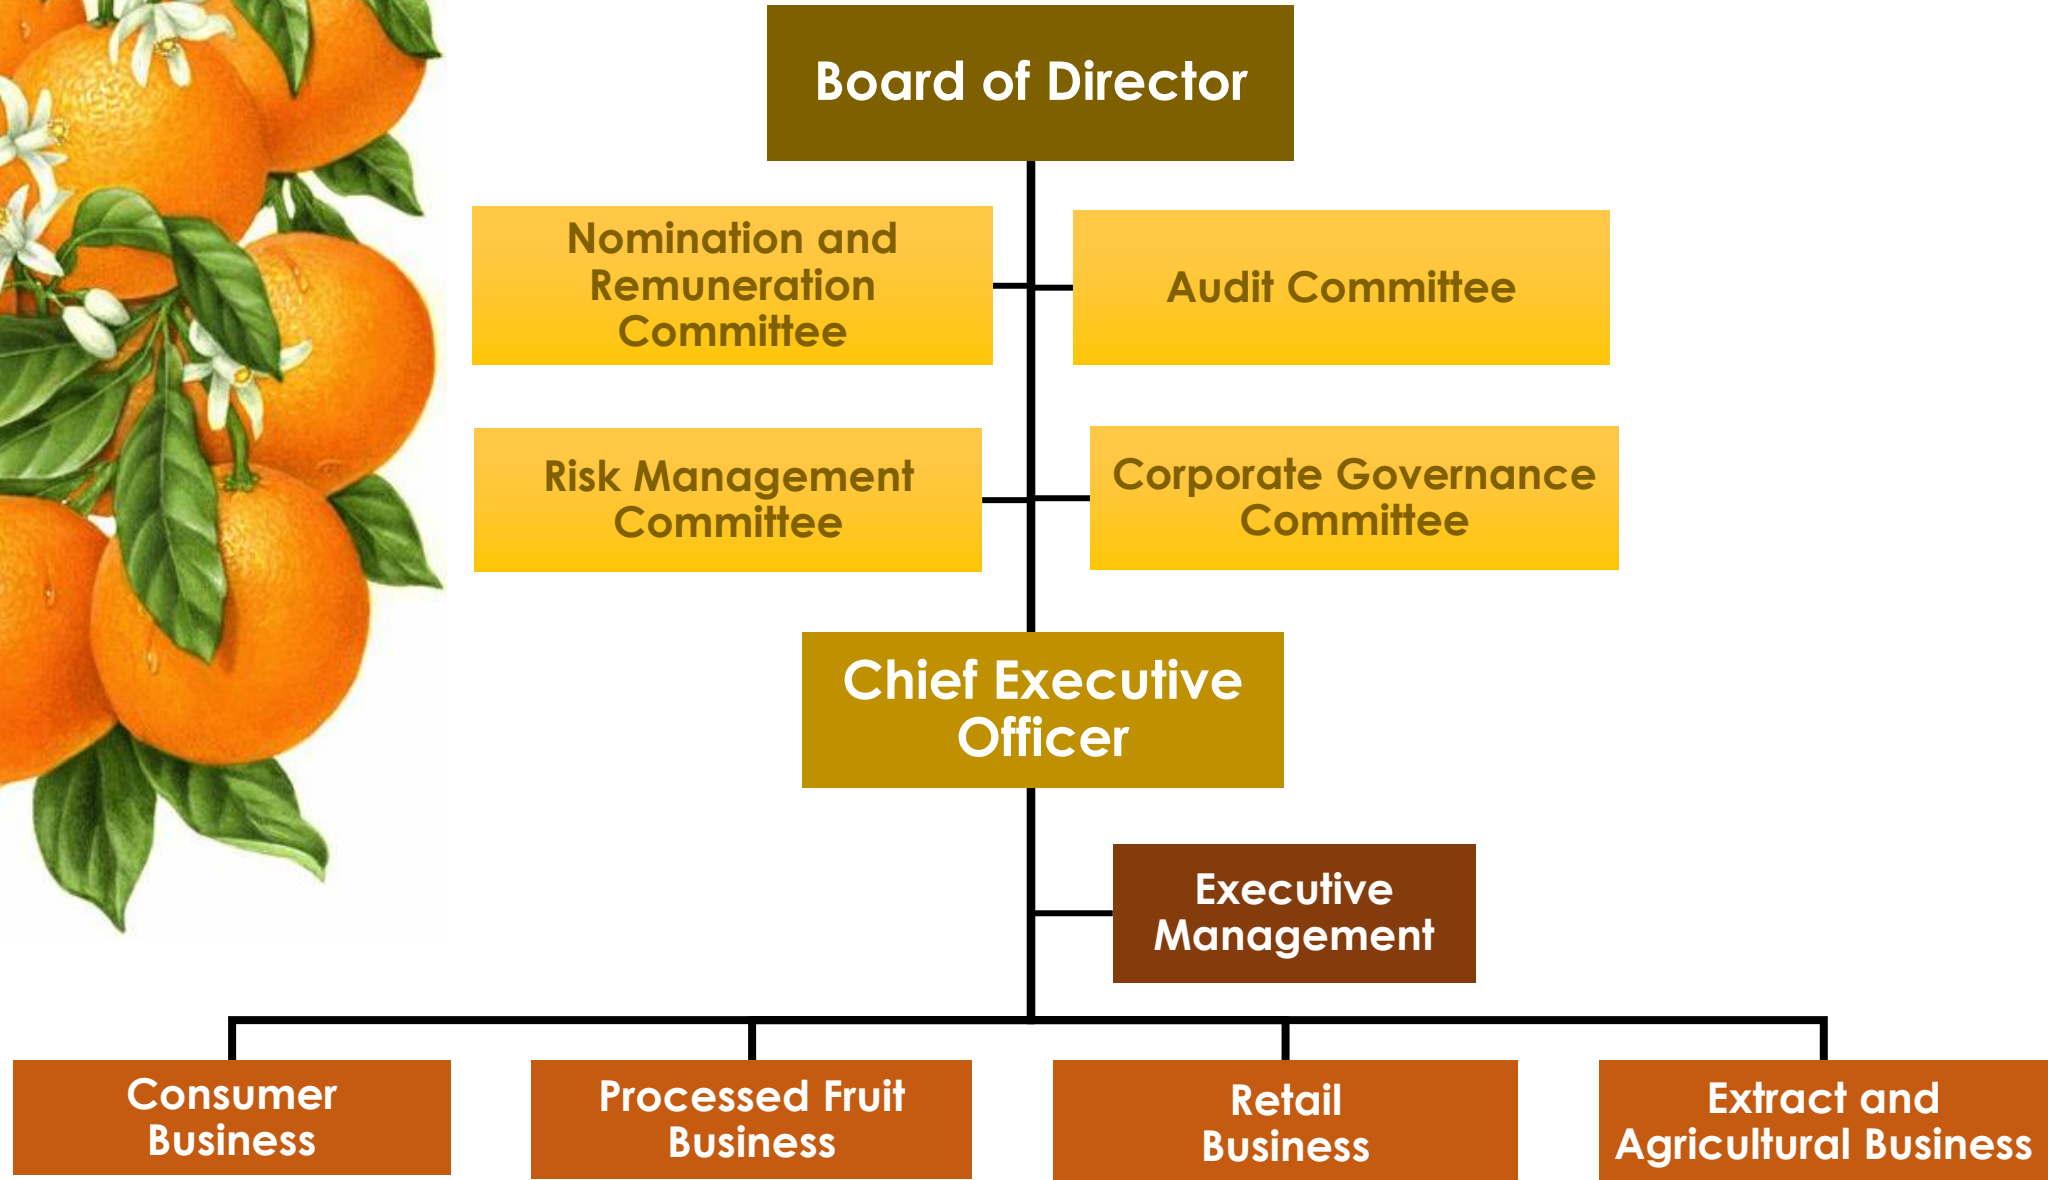 Board of Director
Nomination and
Remuneration
Committee
Audit Committee
Risk Management
Committee
Corporate Governance
Committee
Chief Executive
Officer
Executive
Management
Consumer
Business
Processed Fruit
Business
Retail
Business
Extract and
Agricultural Business